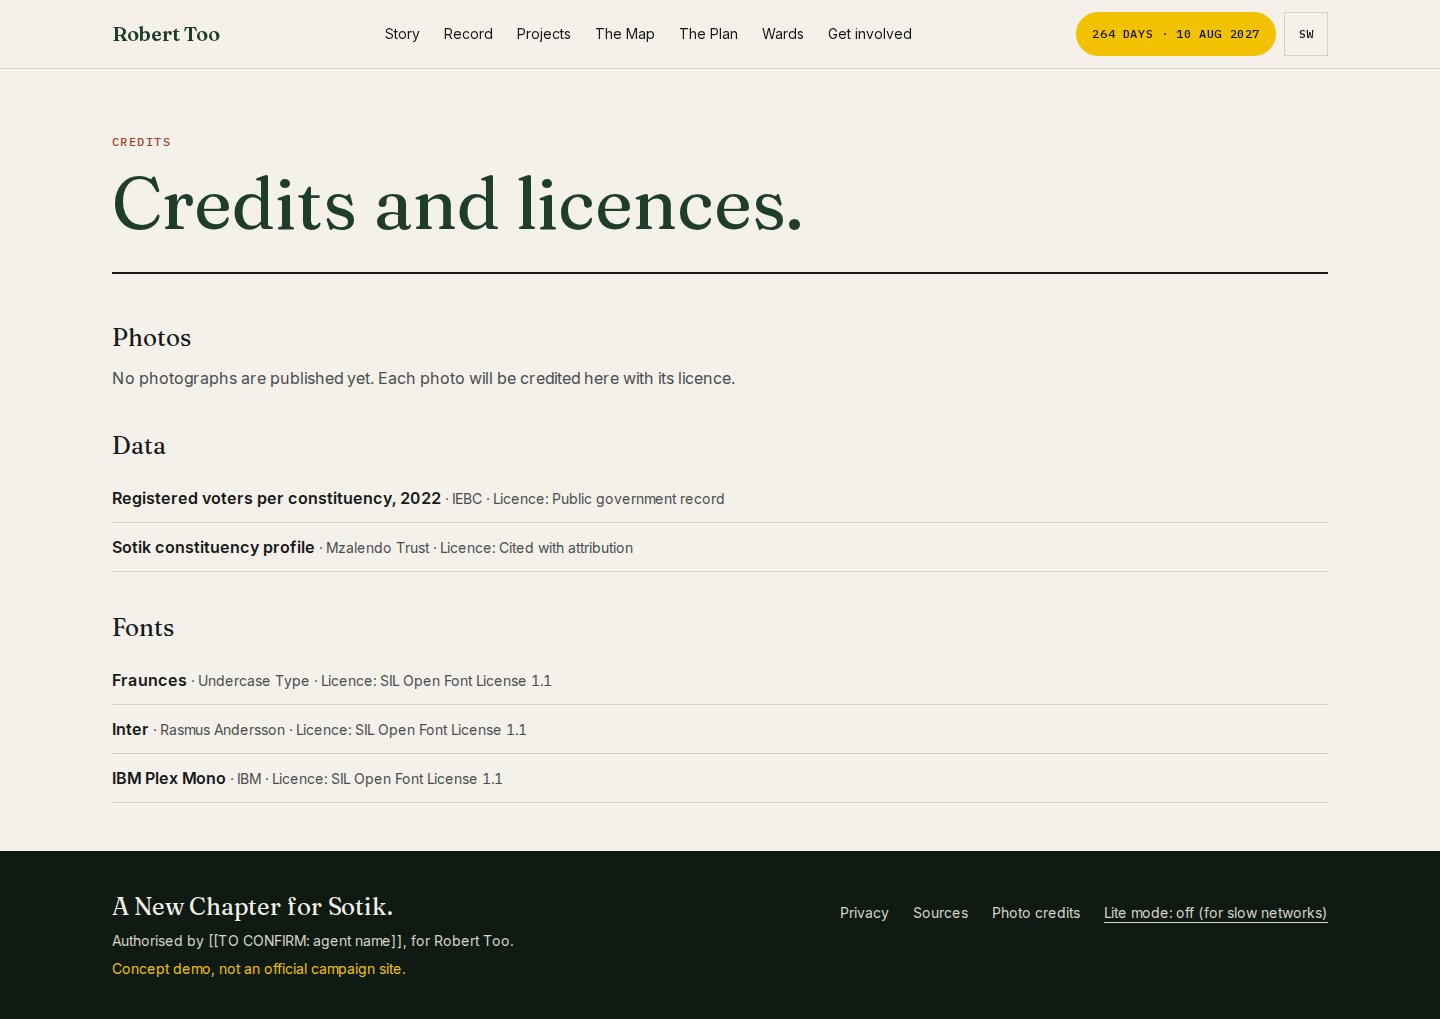 Robert Too
Story Record Projects The Map The Plan Wards Get involved
264 DAYS · 10 AUG 2027
SW
CREDITS
Credits and licences.
Photos
No photographs are published yet. Each photo will be credited here with its licence.
Data
Registered voters per constituency, 2022 · IEBC · Licence: Public government record
Sotik constituency profile · Mzalendo Trust · Licence: Cited with attribution
Fonts
Fraunces · Undercase Type · Licence: SIL Open Font License 1.1
Inter · Rasmus Andersson · Licence: SIL Open Font License 1.1
IBM Plex Mono · IBM · Licence: SIL Open Font License 1.1
A New Chapter for Sotik.
Authorised by [[TO CONFIRM: agent name]], for Robert Too.
Concept demo, not an official campaign site.
Privacy Sources Photo credits Lite mode: off (for slow networks)